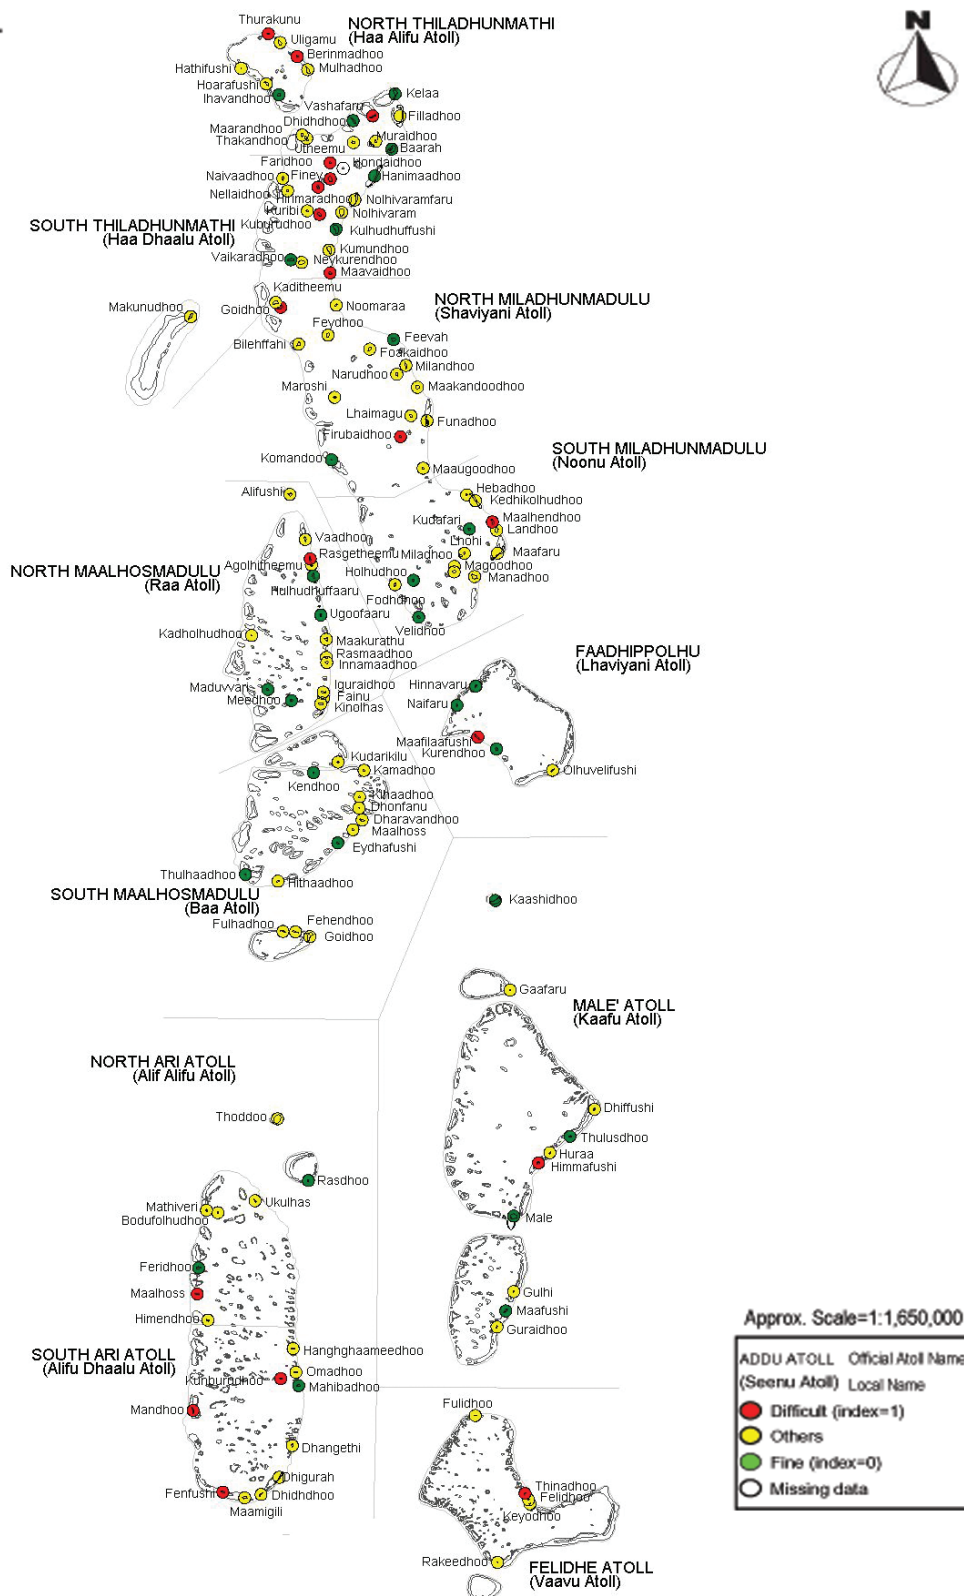 N
Thurakunu
NORTH THILADHUNMATHI
(Haa Alifu Atoll)
Uligamu
Berinmadhoo
Hathifushi
Mulhadhoo
Hoarafushi
Ihavandhoo
Kelaa
Vashafaru
Dhidhdhoo
Filladhoo
Maarandhoo
Thakandhoo
Utheemu
Muraidhoo
Baarah
Faridhoo
Hondaidhoo
Naivaadhoo
Finey
Hanimaadhoo
Nellaidhoo
Hirimaradhoo
Nolhivaramfaru
Kuribi
Nolhivaram
Kuburudhoo
Kulhudhuffushi
SOUTH THILADHUNMATHI
(Haa Dhaalu Atoll)
Kumundhoo
Vaikaradhoo
Neykurendhoo
Maavaidhoo
Kaditheemu
NORTH MILADHUNMADULU
(Shaviyani Atoll)
Makunudhoo
Goidhoo
Noomaraa
Feydhoo
Bilehffahi
Feevah
Foakaidhoo
Milandhoo
Narudhoo
Maroshi
Maakandoodhoo
Lhaimagu
Funadhoo
Firubaidhoo
SOUTH MILADHUNMADULU
(Noonu Atoll)
Komandoo
Maaugoodhoo
Alifushi
Hebadhoo
Kedhikolhudhoo
Kudafari
Maalhendhoo
Landhoo
Vaadhoo
Lhohi
Rasgetheemu
Miladhoo
Maafaru
NORTH MAALHOSMADULU
(Raa Atoll)
Agolhitheemu
Magoodhoo
Holhudhoo
Manadhoo
Hulhudhuffaaru
Fodhdhoo
Ugoofaaru
Velidhoo
Kadholhudhoo
Maakurathu
Rasmaadhoo
Innamaadhoo
FAADHIPPOLHU
(Lhaviyani Atoll)
Maduvvari
Iguraidhoo
Hinnavaru
Meedhoo
Fainu
Kinolhas
Naifaru
Maafilaafushi
Kurendhoo
Kudarikilu
Kamadhoo
Olhuvelifushi
Kendhoo
Kihaadhoo
Dhonfanu
Dharavandhoo
Maalhoss
Eydhafushi
Thulhaadhoo
Hithaadhoo
SOUTH MAALHOSMADULU
(Baa Atoll)
Kaashidhoo
Fulhadhoo
Fehendhoo
Goidhoo
Gaafaru
MALE' ATOLL
(Kaafu Atoll)
NORTH ARI ATOLL
(Alif Alifu Atoll)
Thoddoo
Dhiffushi
Thulusdhoo
Huraa
Himmafushi
Rasdhoo
Mathiveri
Ukulhas
Bodufolhudhoo
Male
Feridhoo
Maalhoss
Gulhi
Maafushi
Himendhoo
Guraidhoo
SOUTH ARI ATOLL
(Alifu Dhaalu Atoll)
Hanghghaameedhoo
Omadhoo
Kunburudhoo
Mahibadhoo
Mandhoo
Fulidhoo
Dhangethi
Dhigurah
Fenfushi
Dhidhdhoo
Maamigili
Thinadhoo
Felidhoo
Keyodhoo
Rakeedhoo
FELIDHE ATOLL
(Vaavu Atoll)
Approx. Scale=1:1,650,000
ADDU ATOLL Official Atoll Name
(Seenu Atoll) Local Name
Difficult (index=1)
Others
Fine (index=0)
Missing data